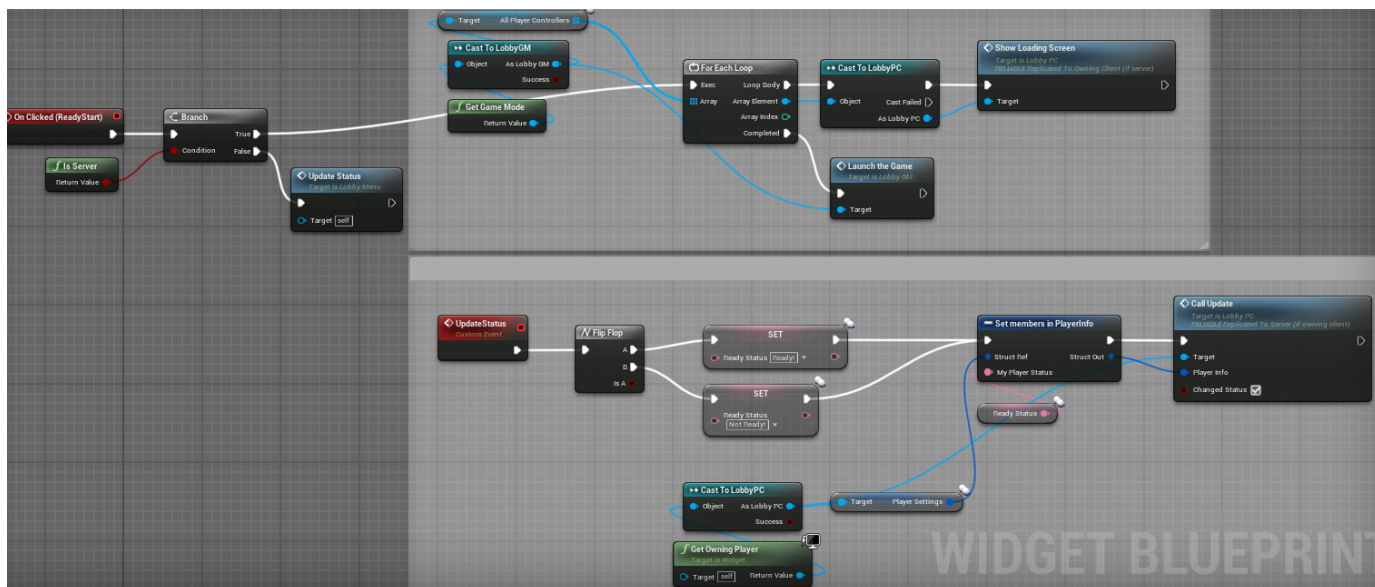 Target All Player Controllers
Cast To LobbyGM
Object As Lobby GM
Success
Get Game Mode
Return Value
For Each Loop
Exec Loop Body
Array Array Element
Array Index
Completed
Cast To LobbyPC
Object Cast Failed
As Lobby PC
Show Loading Screen
Target is Lobby PC
RELIABLE Replicated To Owning Client (if server)
Target
On Clicked (ReadyStart)
Branch
True
Condition False
Is Server
Return Value
Update Status
Target is Lobby Menu
Target self
Launch the Game
Target is Lobby GM
Target
UpdateStatus
Custom Event
Flip Flop
A
B
Is A
SET
Ready Status Ready!
SET
Ready Status
Not Ready!
Set members in PlayerInfo
Struct Ref Struct Out
My Player Status
Ready Status
Call Update
Target is Lobby PC
RELIABLE Replicated To Server (if owning client)
Target
Player Info
Changed Status
Cast To LobbyPC
Object As Lobby PC
Success
Target Player Settings
Get Owning Player
Target is Widget
Target self Return Value
WIDGET BLUEPRINT